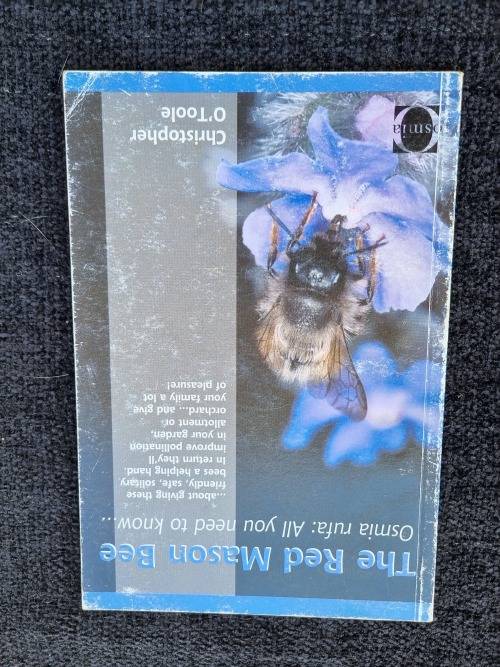 The Red Mason Bee
Osmia rufa: All you need to know...
...about giving these
friendly, safe, solitary
bees a helping hand.
in return they'll
improve pollination
in your garden,
allotment or
orchard... and give
your family a lot
of pleasure!
Christopher
O'Toole
Osmia